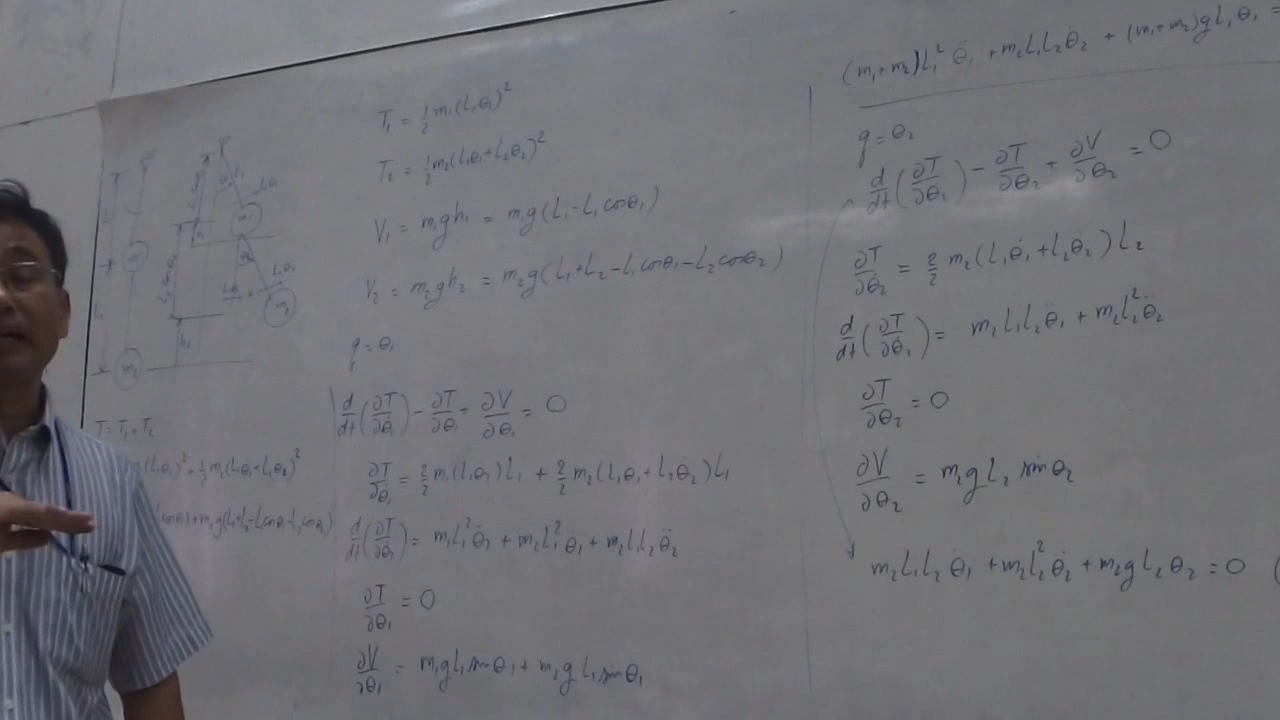 T₁ = ½ m₁(L₁θ̇₁)²
T₂ = ½ m₂(L₁θ̇₁+L₂θ̇₂)²
V₁ = m₁gh₁ = m₁g(L₁-L₁cosθ₁)
V₂ = m₂gh₂ = m₂g(L₁+L₂-L₁cosθ₁-L₂cosθ₂)
q = θ₁
d/dt(∂T/∂θ̇₁) - ∂T/∂θ₁ + ∂V/∂θ₁ = 0
∂T/∂θ̇₁ = 2/2 m₁(L₁θ̇₁)L₁ + 2/2 m₂(L₁θ̇₁+L₂θ̇₂)L₁
d/dt(∂T/∂θ̇₁) = m₁L₁²θ̈₁ + m₂L₁²θ̈₁ + m₂L₁L₂θ̈₂
∂T/∂θ₁ = 0
∂V/∂θ₁ = m₁gL₁sinθ₁ + m₂gL₁sinθ₁
m₂
T = T₁+T₂
(m₁+m₂)L₁²θ̈₁ + m₂L₁L₂θ̈₂ + (m₁+m₂)gL₁θ₁ =
q = θ₂
d/dt(∂T/∂θ̇₂) - ∂T/∂θ₂ + ∂V/∂θ₂ = 0
∂T/∂θ̇₂ = 2/2 m₂(L₁θ̇₁+L₂θ̇₂)L₂
d/dt(∂T/∂θ̇₂) = m₂L₁L₂θ̈₁ + m₂L₂²θ̈₂
∂T/∂θ₂ = 0
∂V/∂θ₂ = m₂gL₂sinθ₂
m₂L₁L₂θ̈₁ + m₂L₂²θ̈₂ + m₂gL₂θ₂ = 0